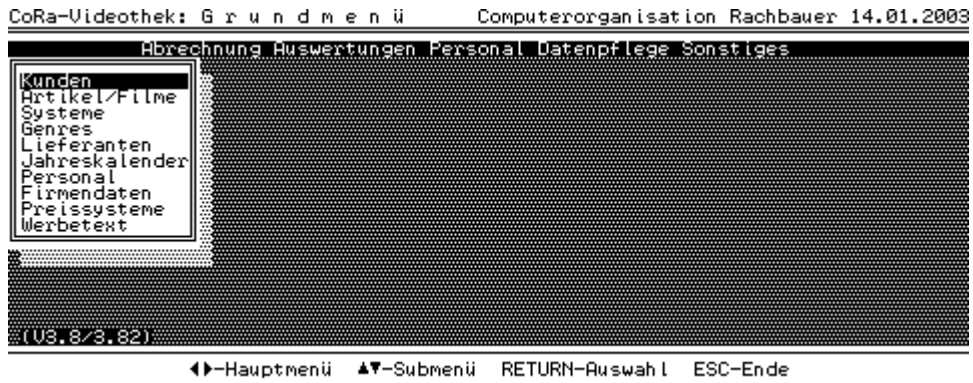 CoRa-Videothek: G r u n d m e n ü Computerorganisation Rachbauer 14.01.2003
Abrechnung Auswertungen Personal Datenpflege Sonstiges
Kunden
Artikel/Filme
Systeme
Genres
Lieferanten
Jahreskalender
Personal
Firmendaten
Preissysteme
Werbetext
(V3.8/3.82)
◄►-Hauptmenü ▲▼-Submenü RETURN-Auswahl ESC-Ende